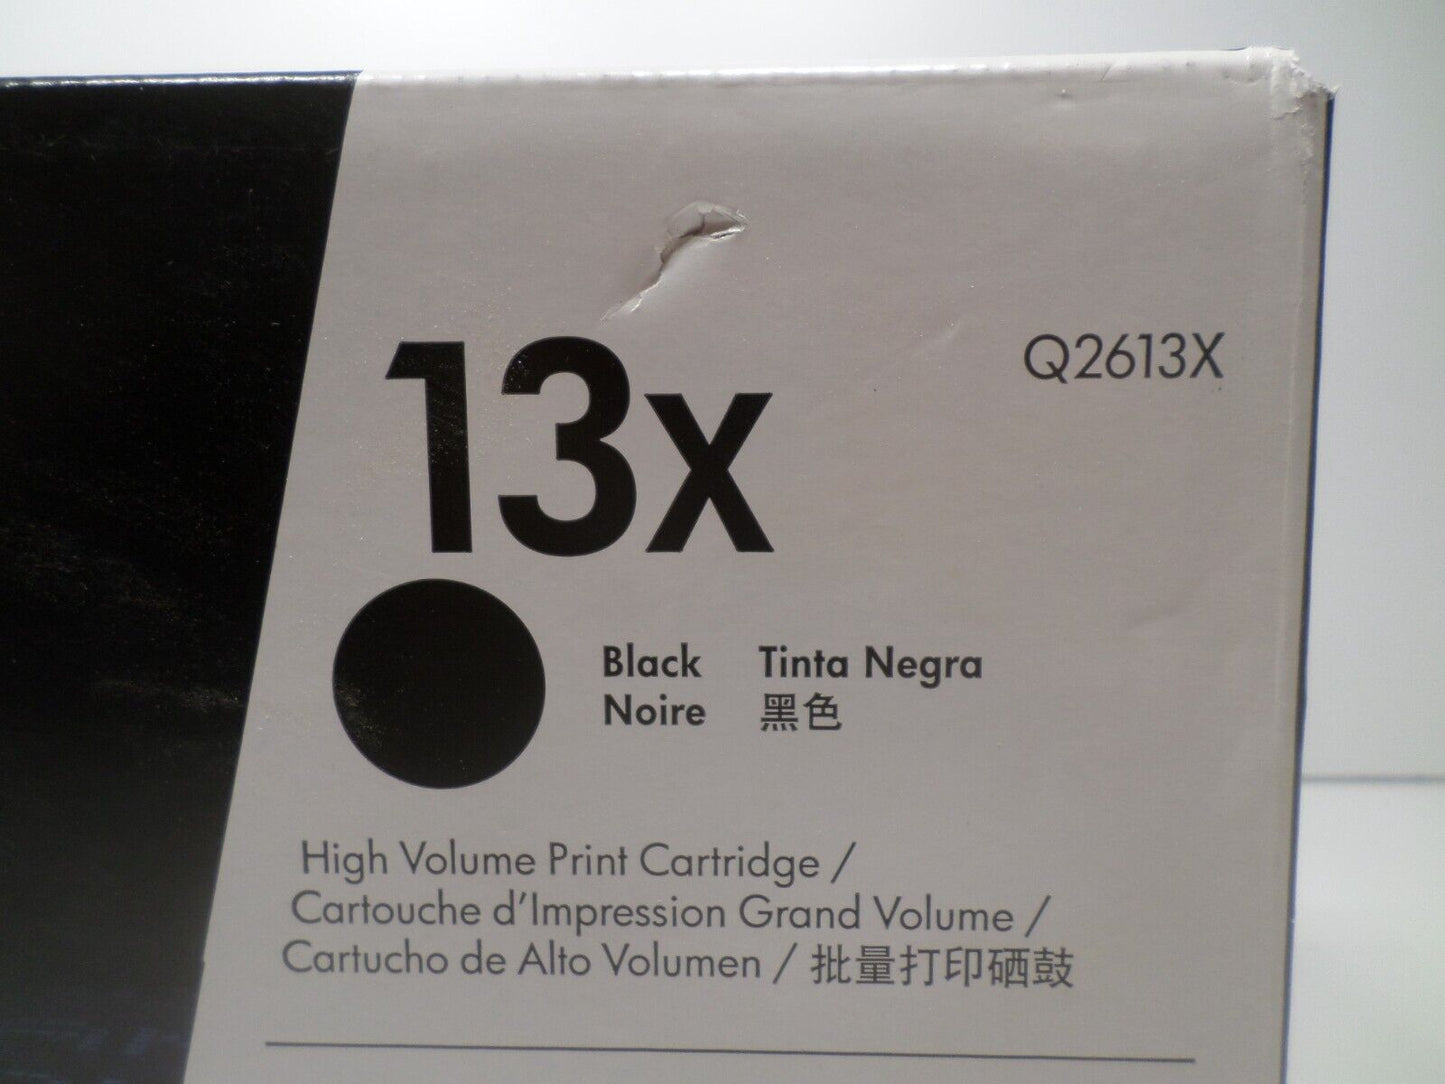 13X
Q2613X
Black Tinta Negra
Noire 黑色
High Volume Print Cartridge /
Cartouche d'Impression Grand Volume /
Cartucho de Alto Volumen / 批量打印硒鼓